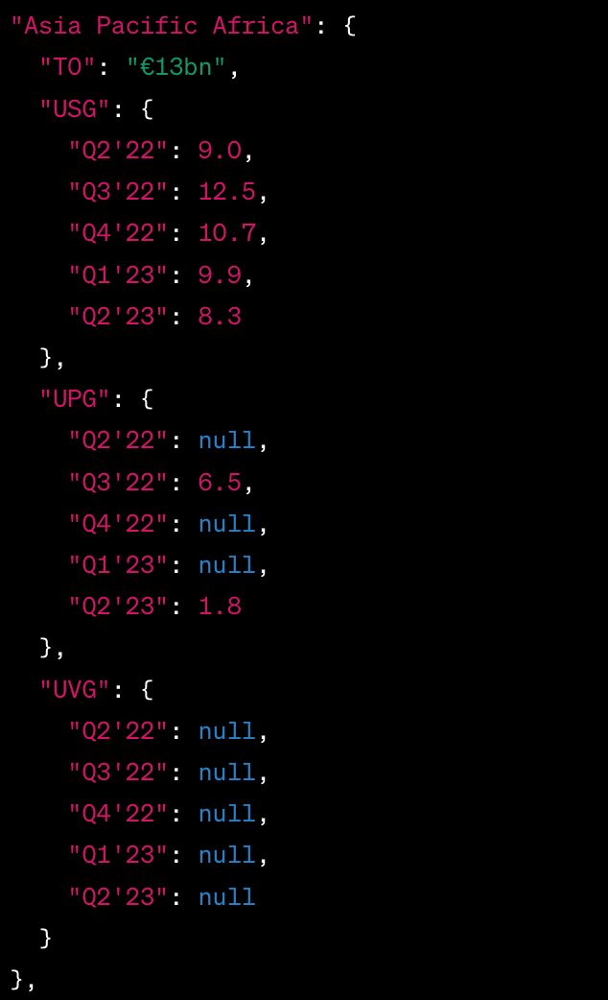 "Asia Pacific Africa": {
  "TO": "€13bn",
  "USG": {
    "Q2'22": 9.0,
    "Q3'22": 12.5,
    "Q4'22": 10.7,
    "Q1'23": 9.9,
    "Q2'23": 8.3
  },
  "UPG": {
    "Q2'22": null,
    "Q3'22": 6.5,
    "Q4'22": null,
    "Q1'23": null,
    "Q2'23": 1.8
  },
  "UVG": {
    "Q2'22": null,
    "Q3'22": null,
    "Q4'22": null,
    "Q1'23": null,
    "Q2'23": null
  }
},